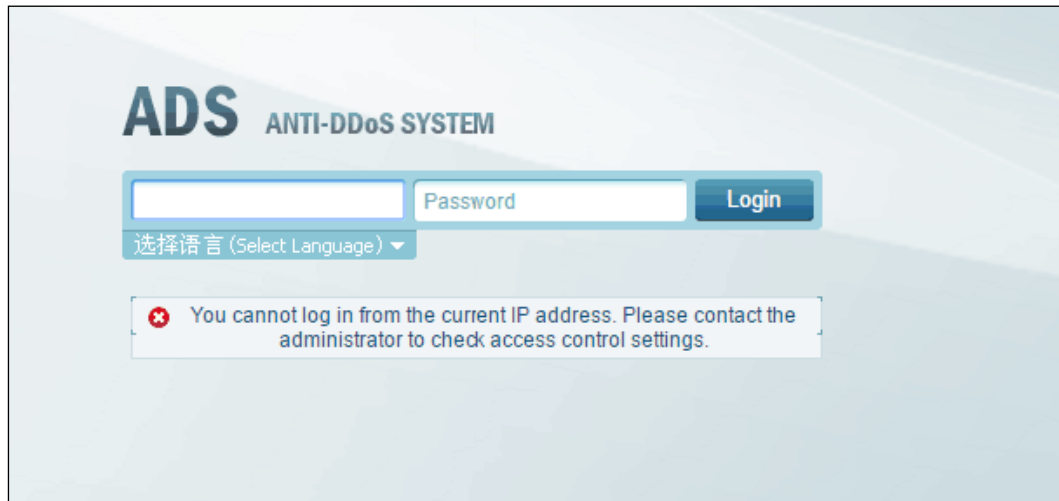 ADS ANTI-DDoS SYSTEM
Password Login
选择语言 (Select Language)
You cannot log in from the current IP address. Please contact the
administrator to check access control settings.